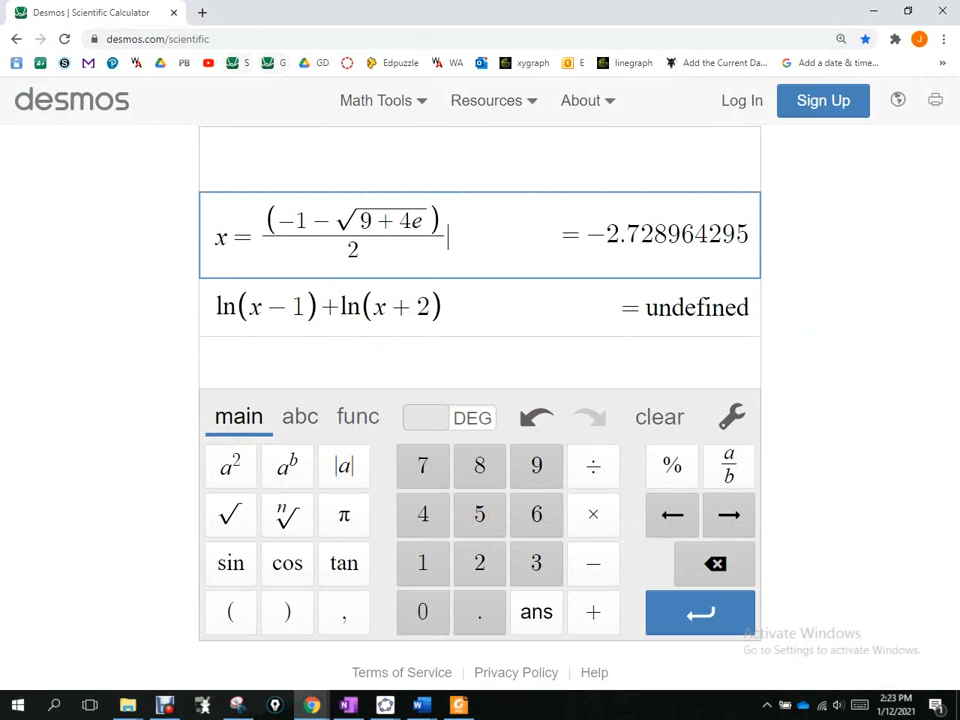 Desmos | Scientific Calculator
desmos.com/scientific
PB S G GD Edpuzzle WA xygraph E linegraph Add the Current Da... Add a date & time... »
desmos Math Tools Resources About Log In Sign Up
x = (−1 − √9 + 4e) / 2 = −2.728964295
ln(x − 1)+ln(x + 2) = undefined
main abc func DEG clear
a² aᵇ |a| 7 8 9 ÷ % a/b
√ ⁿ√ π 4 5 6 × ← →
sin cos tan 1 2 3 −
( ) , 0 . ans +
Activate Windows
Go to Settings to activate Windows.
Terms of Service | Privacy Policy | Help
2:23 PM
1/12/2021